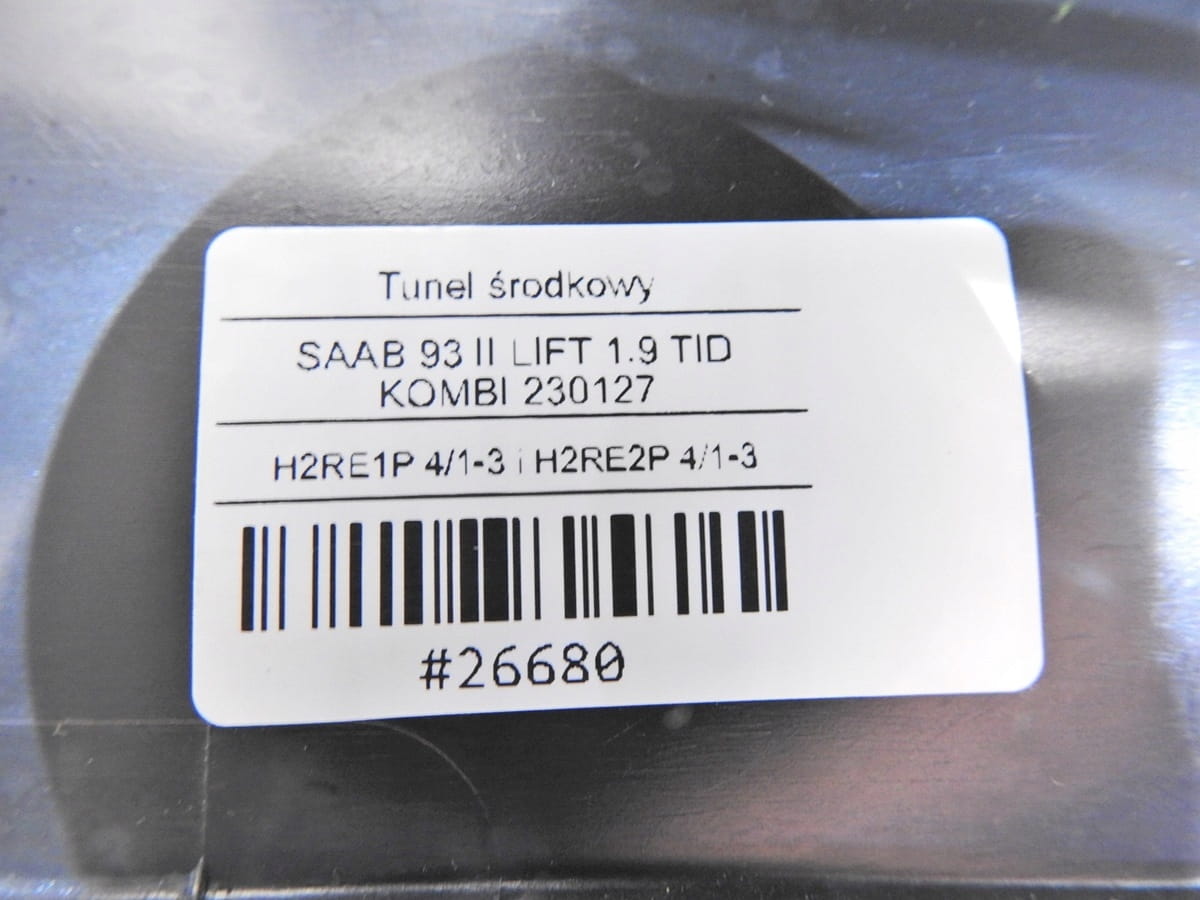 Tunel środkowy
SAAB 93 II LIFT 1.9 TID
KOMBI 230127
H2RE1P 4/1-3 i H2RE2P 4/1-3
#26680